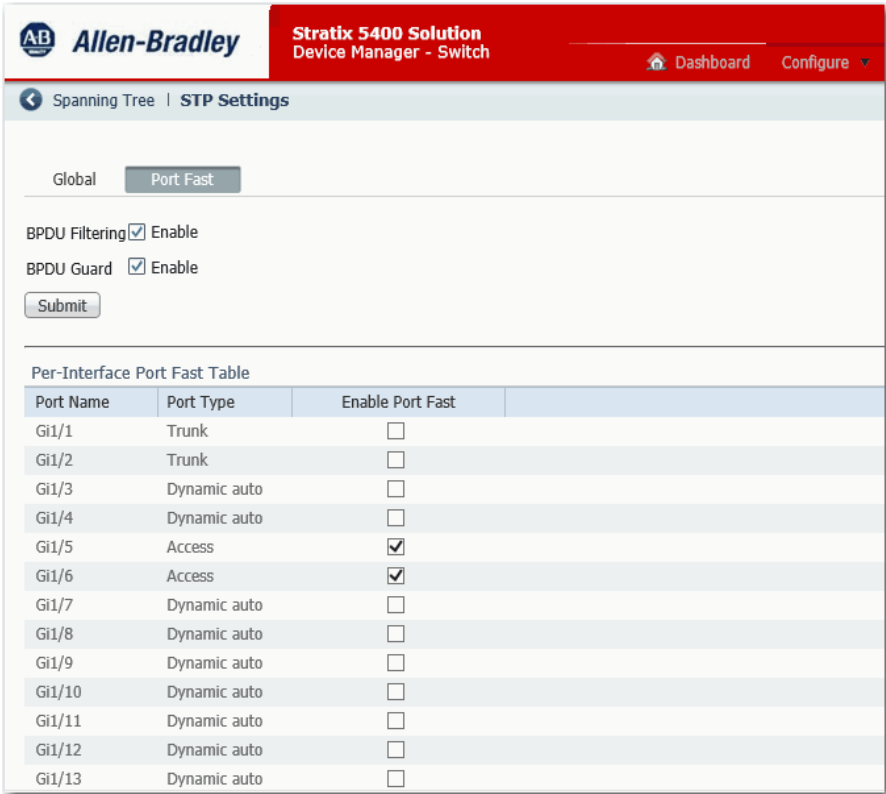 AB
QUALITY
Allen-Bradley
Stratix 5400 Solution
Device Manager - Switch
Dashboard
Configure
Spanning Tree | STP Settings
Global
Port Fast
BPDU Filtering Enable
BPDU Guard Enable
Submit
Per-Interface Port Fast Table
Port Name Port Type Enable Port Fast
Gi1/1 Trunk
Gi1/2 Trunk
Gi1/3 Dynamic auto
Gi1/4 Dynamic auto
Gi1/5 Access
Gi1/6 Access
Gi1/7 Dynamic auto
Gi1/8 Dynamic auto
Gi1/9 Dynamic auto
Gi1/10 Dynamic auto
Gi1/11 Dynamic auto
Gi1/12 Dynamic auto
Gi1/13 Dynamic auto